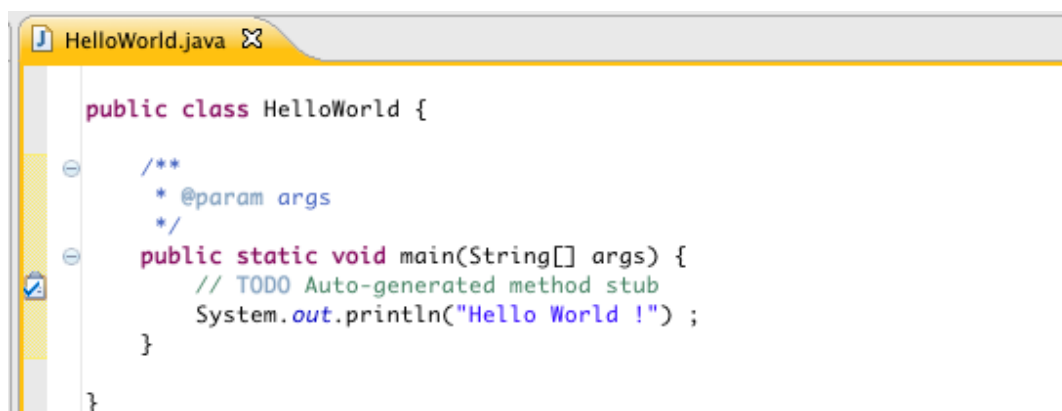 HelloWorld.java
public class HelloWorld {
/**
* @param args
*/
public static void main(String[] args) {
// TODO Auto-generated method stub
System.out.println("Hello World !") ;
}
}